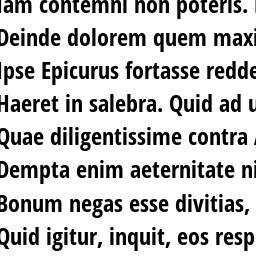 Iam contemni non poteris.
Deinde dolorem quem maxi
Ipse Epicurus fortasse redde
Haeret in salebra. Quid ad u
Quae diligentissime contra
Dempta enim aeternitate ni
Bonum negas esse divitias,
Quid igitur, inquit, eos resp